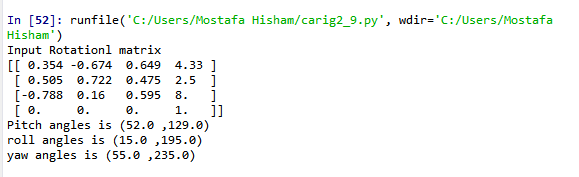 In [52]: runfile('C:/Users/Mostafa Hisham/carig2_9.py', wdir='C:/Users/Mostafa
Hisham')
Input Rotationl matrix
[[ 0.354 -0.674  0.649  4.33 ]
 [ 0.505  0.722  0.475  2.5  ]
 [-0.788  0.16   0.595  8.   ]
 [ 0.     0.     0.     1.   ]]
Pitch angles is (52.0 ,129.0)
roll angles is (15.0 ,195.0)
yaw angles is (55.0 ,235.0)